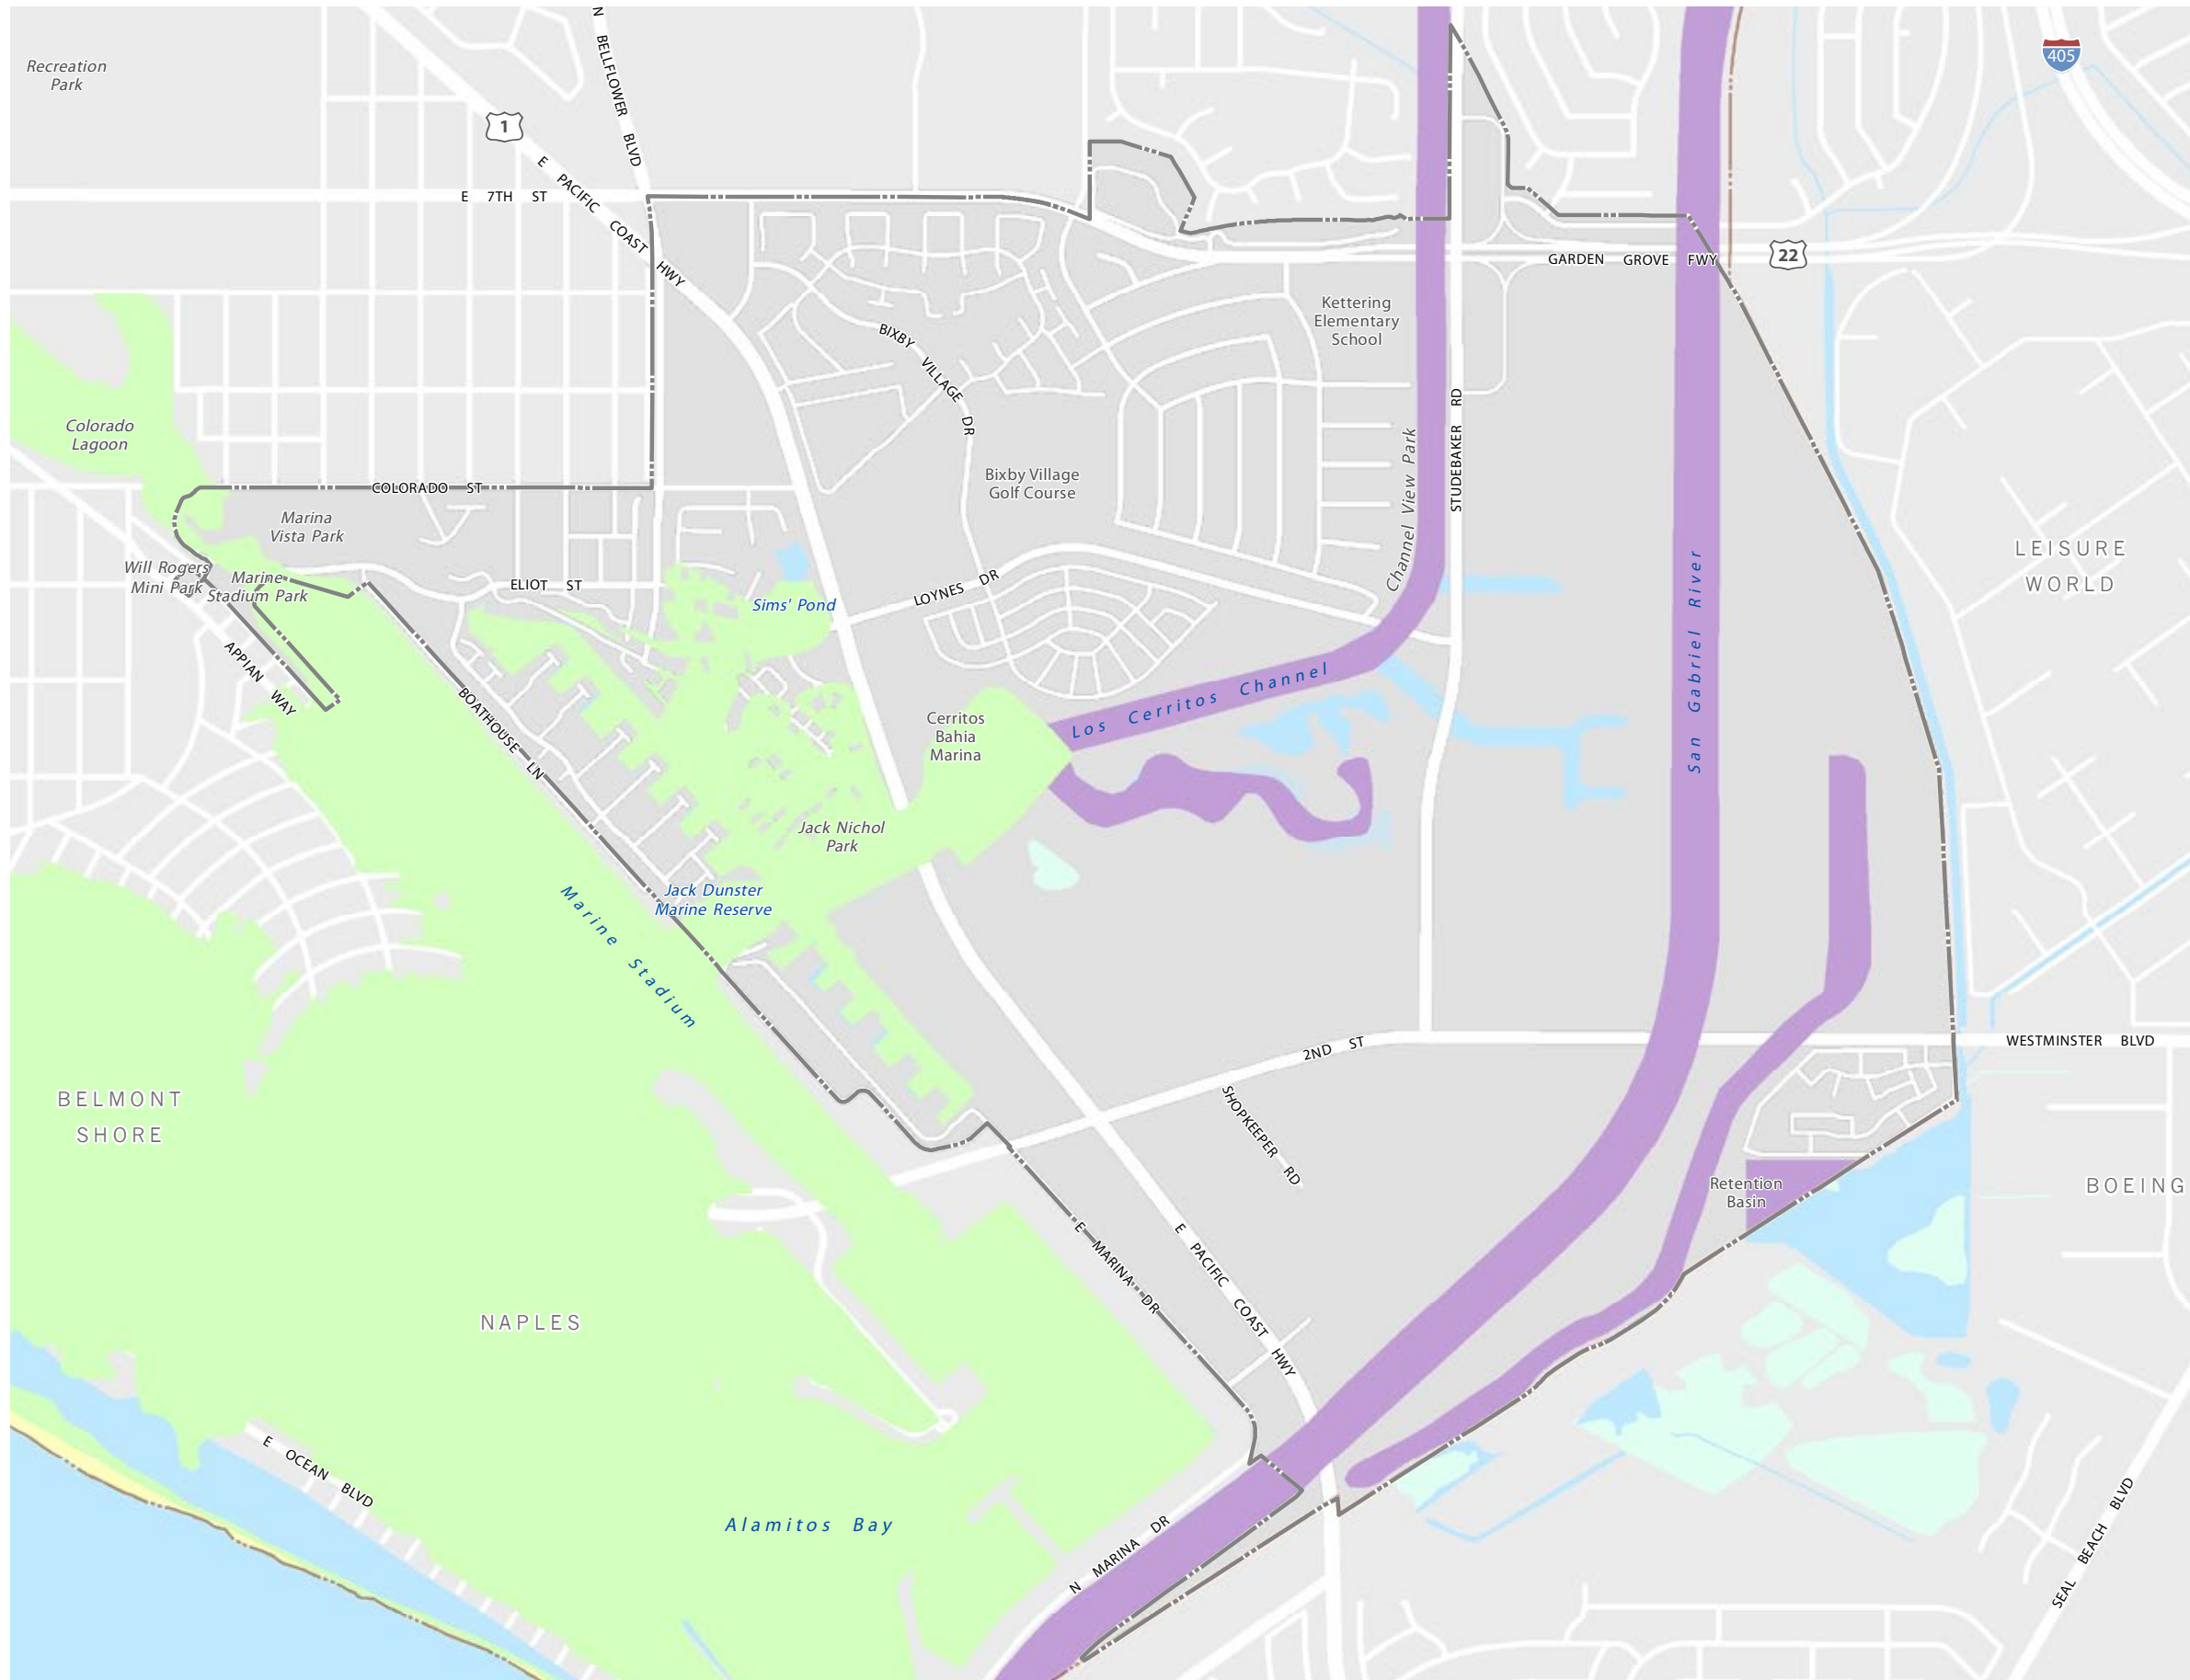 Recreation
Park
N BELLFLOWER BLVD
405
1
E PACIFIC COAST HWY
E 7TH ST
22
GARDEN GROVE FWY
Kettering
Elementary
School
BIXBY VILLAGE DR
Colorado
Lagoon
STUDEBAKER RD
Channel View Park
Bixby Village
Golf Course
COLORADO ST
Marina
Vista Park
LEISURE
WORLD
Will Rogers
Mini Park
Marine
Stadium Park
ELIOT ST
LOYNES DR
Sims' Pond
San Gabriel River
APPIAN WAY
BOATHOUSE LN
Los Cerritos Channel
Cerritos
Bahia
Marina
Jack Nichol
Park
Jack Dunster
Marine Reserve
Marine Stadium
2ND ST
WESTMINSTER BLVD
BELMONT
SHORE
SHOPKEEPER RD
Retention
Basin
BOEING
E MARINA DR
E PACIFIC COAST HWY
NAPLES
E OCEAN BLVD
Alamitos Bay
N MARINA DR
SEAL BEACH BLVD